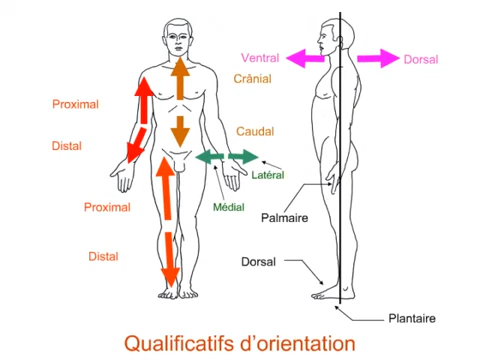 Ventral
Dorsal
Crânial
Proximal
Caudal
Distal
Latéral
Proximal
Médial
Palmaire
Distal
Dorsal
Plantaire
Qualificatifs d’orientation